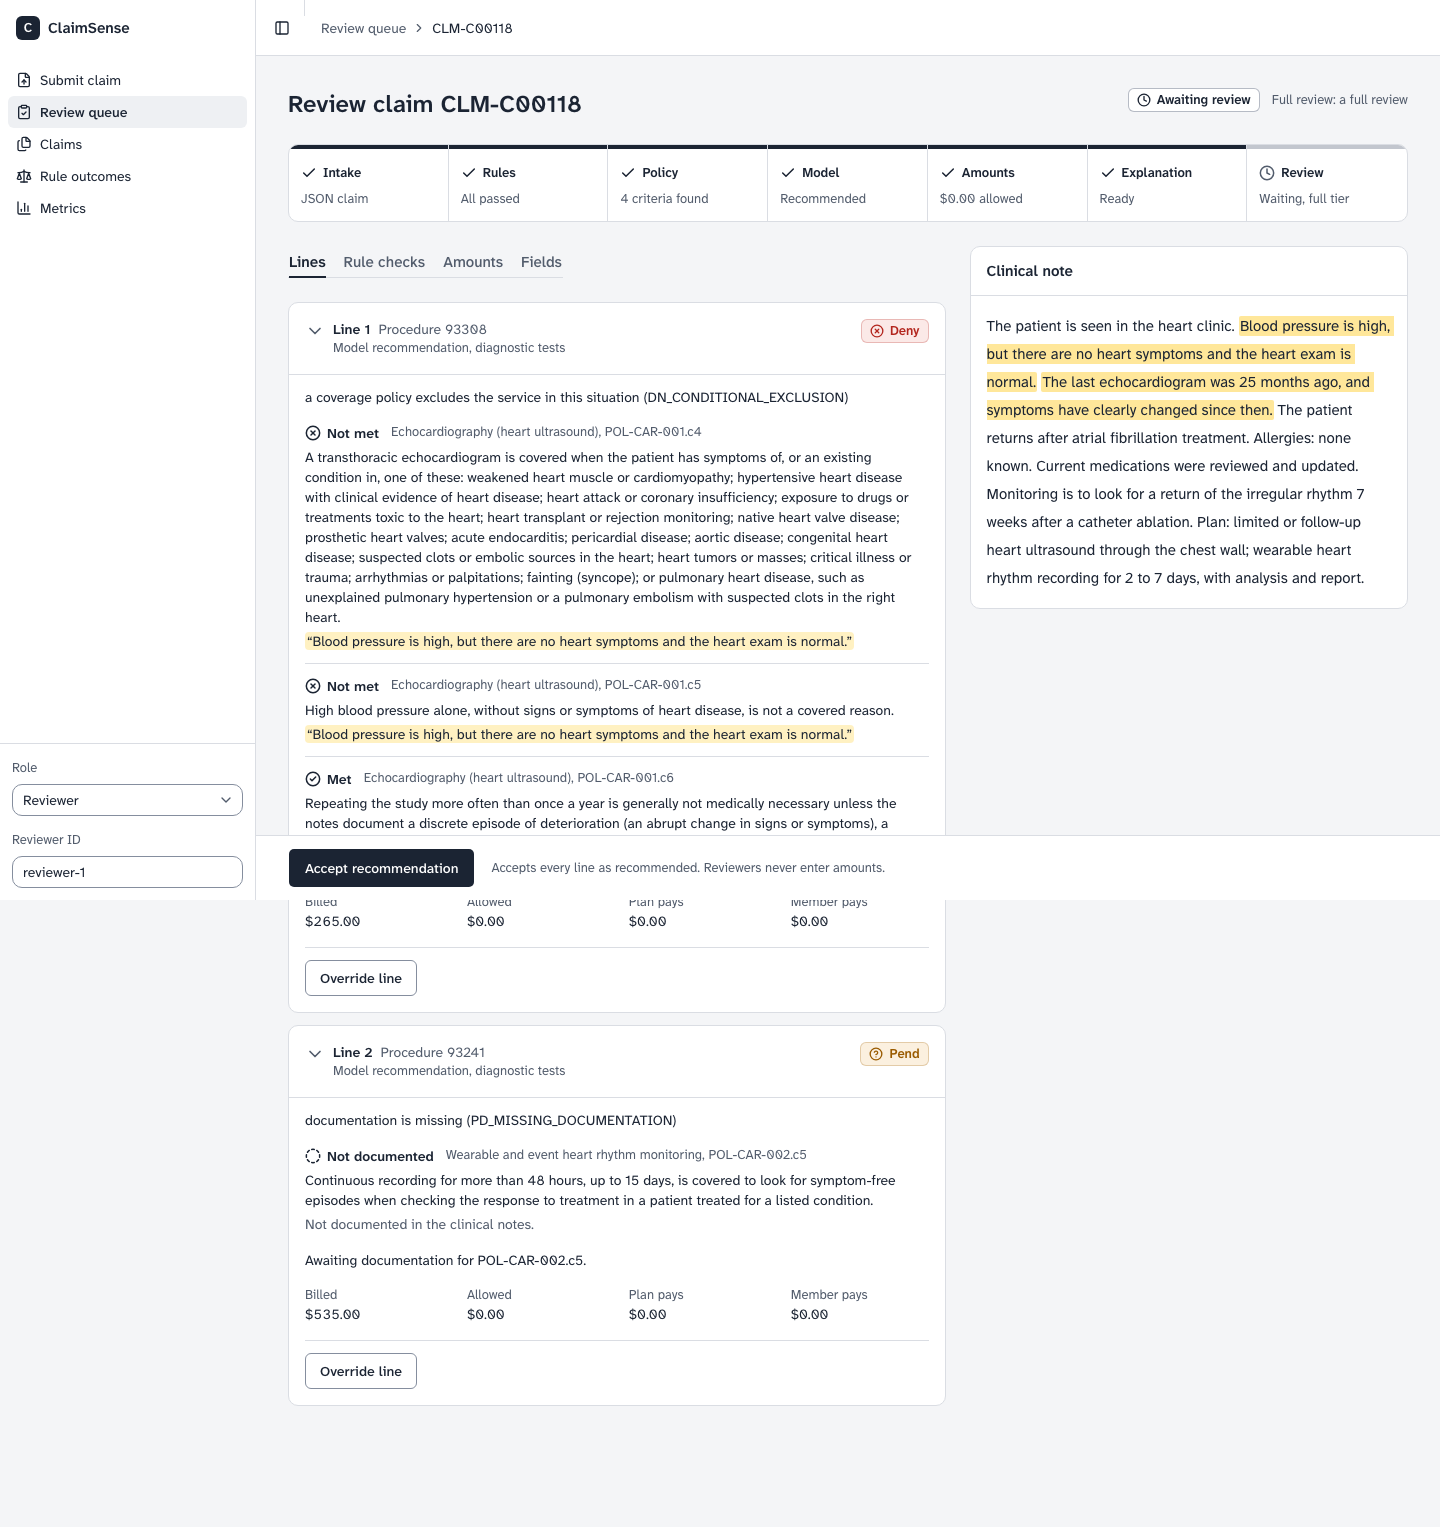 C ClaimSense
Submit claim
Review queue
Claims
Rule outcomes
Metrics
Role
Reviewer
Reviewer ID
reviewer-1
Review queue > CLM-C00118
Review claim CLM-C00118
Awaiting review Full review: a full review
Intake
JSON claim
Rules
All passed
Policy
4 criteria found
Model
Recommended
Amounts
$0.00 allowed
Explanation
Ready
Review
Waiting, full tier
Lines Rule checks Amounts Fields
Line 1 Procedure 93308
Model recommendation, diagnostic tests
Deny
a coverage policy excludes the service in this situation (DN_CONDITIONAL_EXCLUSION)
Not met Echocardiography (heart ultrasound), POL-CAR-001.c4
A transthoracic echocardiogram is covered when the patient has symptoms of, or an existing
condition in, one of these: weakened heart muscle or cardiomyopathy; hypertensive heart disease
with clinical evidence of heart disease; heart attack or coronary insufficiency; exposure to drugs or
treatments toxic to the heart; heart transplant or rejection monitoring; native heart valve disease;
prosthetic heart valves; acute endocarditis; pericardial disease; aortic disease; congenital heart
disease; suspected clots or embolic sources in the heart; heart tumors or masses; critical illness or
trauma; arrhythmias or palpitations; fainting (syncope); or pulmonary heart disease, such as
unexplained pulmonary hypertension or a pulmonary embolism with suspected clots in the right
heart.
“Blood pressure is high, but there are no heart symptoms and the heart exam is normal.”
Not met Echocardiography (heart ultrasound), POL-CAR-001.c5
High blood pressure alone, without signs or symptoms of heart disease, is not a covered reason.
“Blood pressure is high, but there are no heart symptoms and the heart exam is normal.”
Met Echocardiography (heart ultrasound), POL-CAR-001.c6
Repeating the study more often than once a year is generally not medically necessary unless the
notes document a discrete episode of deterioration (an abrupt change in signs or symptoms), a
Accept recommendation Accepts every line as recommended. Reviewers never enter amounts.
Billed Allowed Plan pays Member pays
$265.00 $0.00 $0.00 $0.00
Override line
Line 2 Procedure 93241
Model recommendation, diagnostic tests
Pend
documentation is missing (PD_MISSING_DOCUMENTATION)
Not documented Wearable and event heart rhythm monitoring, POL-CAR-002.c5
Continuous recording for more than 48 hours, up to 15 days, is covered to look for symptom-free
episodes when checking the response to treatment in a patient treated for a listed condition.
Not documented in the clinical notes.
Awaiting documentation for POL-CAR-002.c5.
Billed Allowed Plan pays Member pays
$535.00 $0.00 $0.00 $0.00
Override line
Clinical note
The patient is seen in the heart clinic. Blood pressure is high,
but there are no heart symptoms and the heart exam is
normal. The last echocardiogram was 25 months ago, and
symptoms have clearly changed since then. The patient
returns after atrial fibrillation treatment. Allergies: none
known. Current medications were reviewed and updated.
Monitoring is to look for a return of the irregular rhythm 7
weeks after a catheter ablation. Plan: limited or follow-up
heart ultrasound through the chest wall; wearable heart
rhythm recording for 2 to 7 days, with analysis and report.